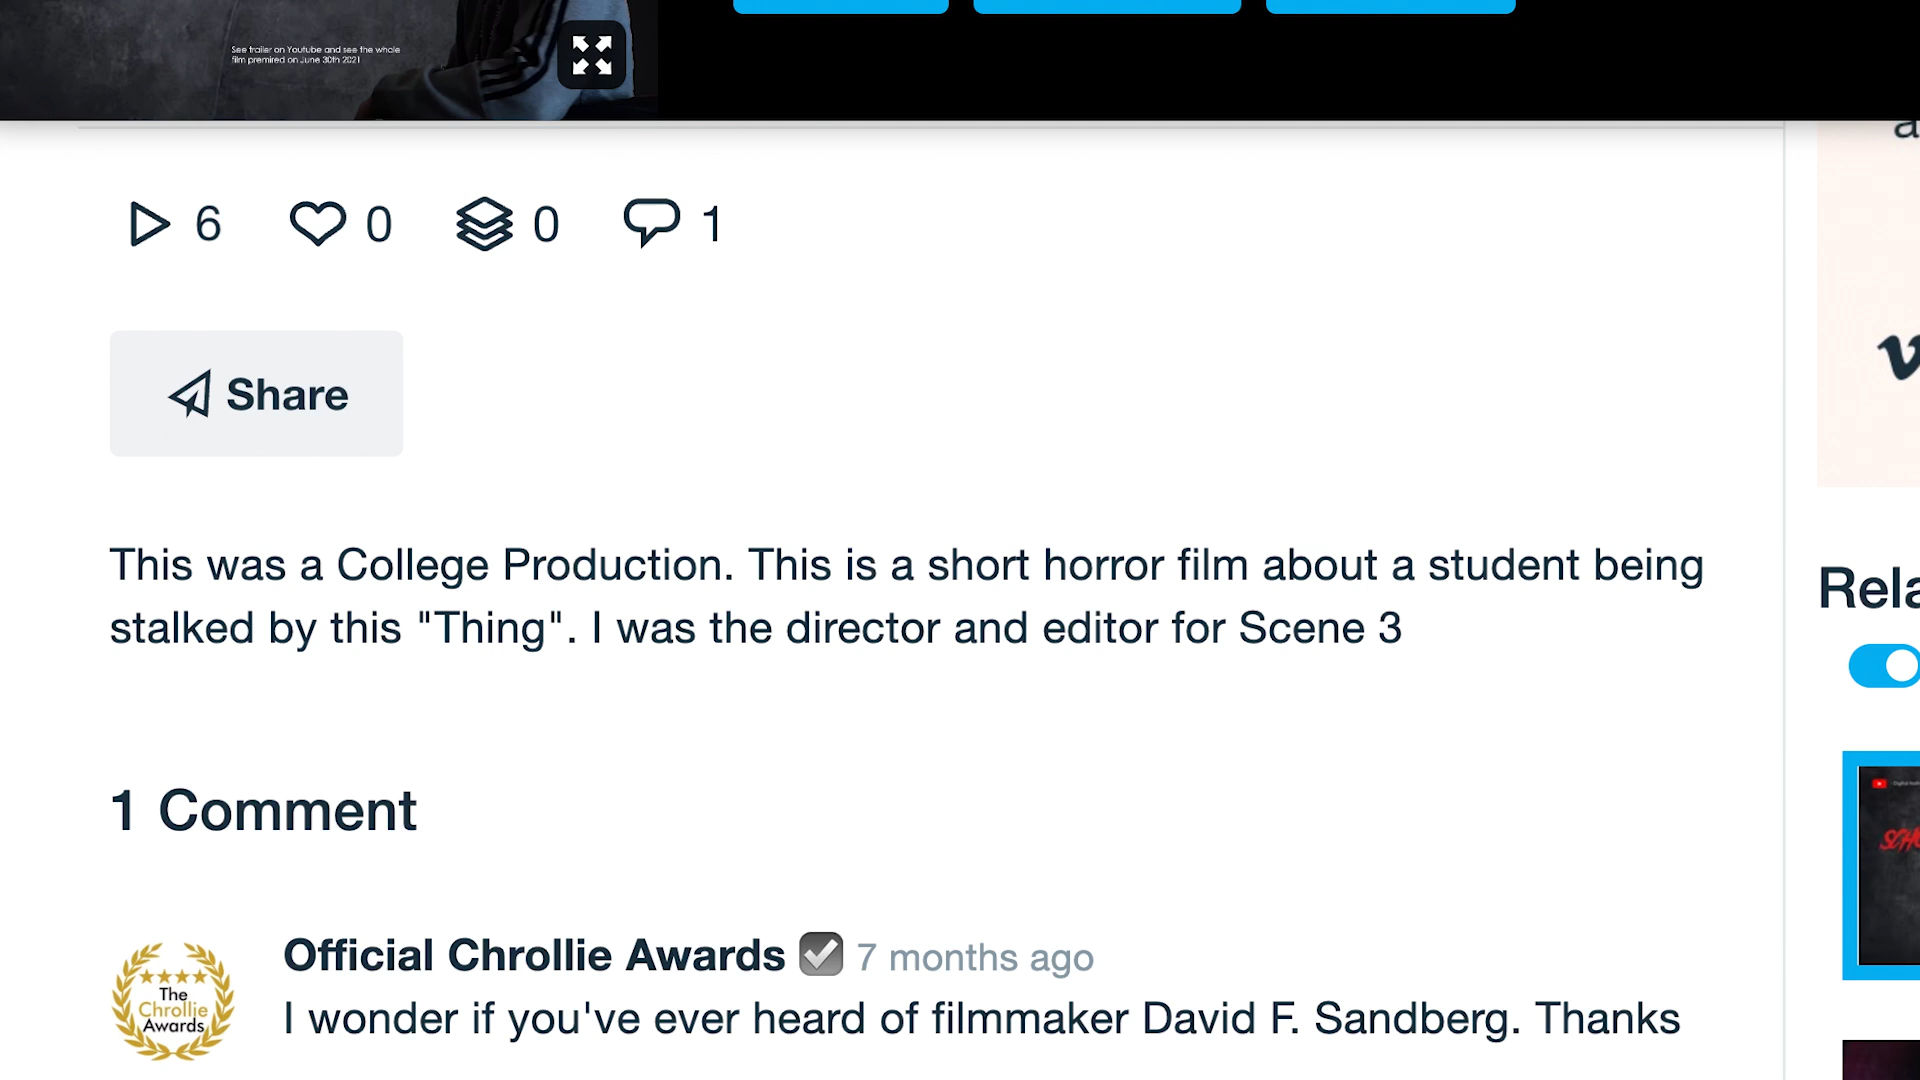 See trailer on Youtube and see the whole
film premired on June 30th 2021
6
0
0
1
Share
This was a College Production. This is a short horror film about a student being
stalked by this "Thing". I was the director and editor for Scene 3
Rela
1 Comment
SCHO
Official Chrollie Awards 7 months ago
I wonder if you've ever heard of filmmaker David F. Sandberg. Thanks
The
Chrollie
Awards